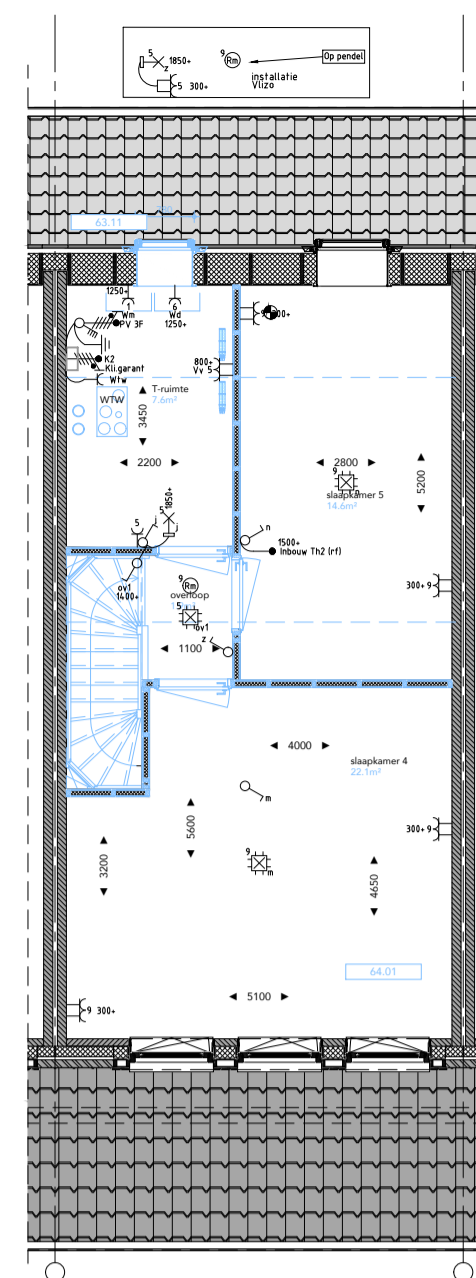 5
1850+
z
5
300+
9
Rm
Op pendel
installatie
Vlizo
63.11
1250+
1
Wm
PV 3F
6
Wd
1250+
9
300+
K2
Kli.garant
Wtw
WTW
T-ruimte
7.6m²
3450
2200
800+
Vv 5
2800
5200
9
n
slaapkamer 5
14.6m²
5
1850+
5
j
j
n
1500+
Inbouw Th2 (rf)
ov1
1400+
9
Rm
overloop
5
ov1
z
300+ 9
1100
4000
slaapkamer 4
22.1m²
m
5600
3200
9
m
300+ 9
4650
64.01
9 300+
5100